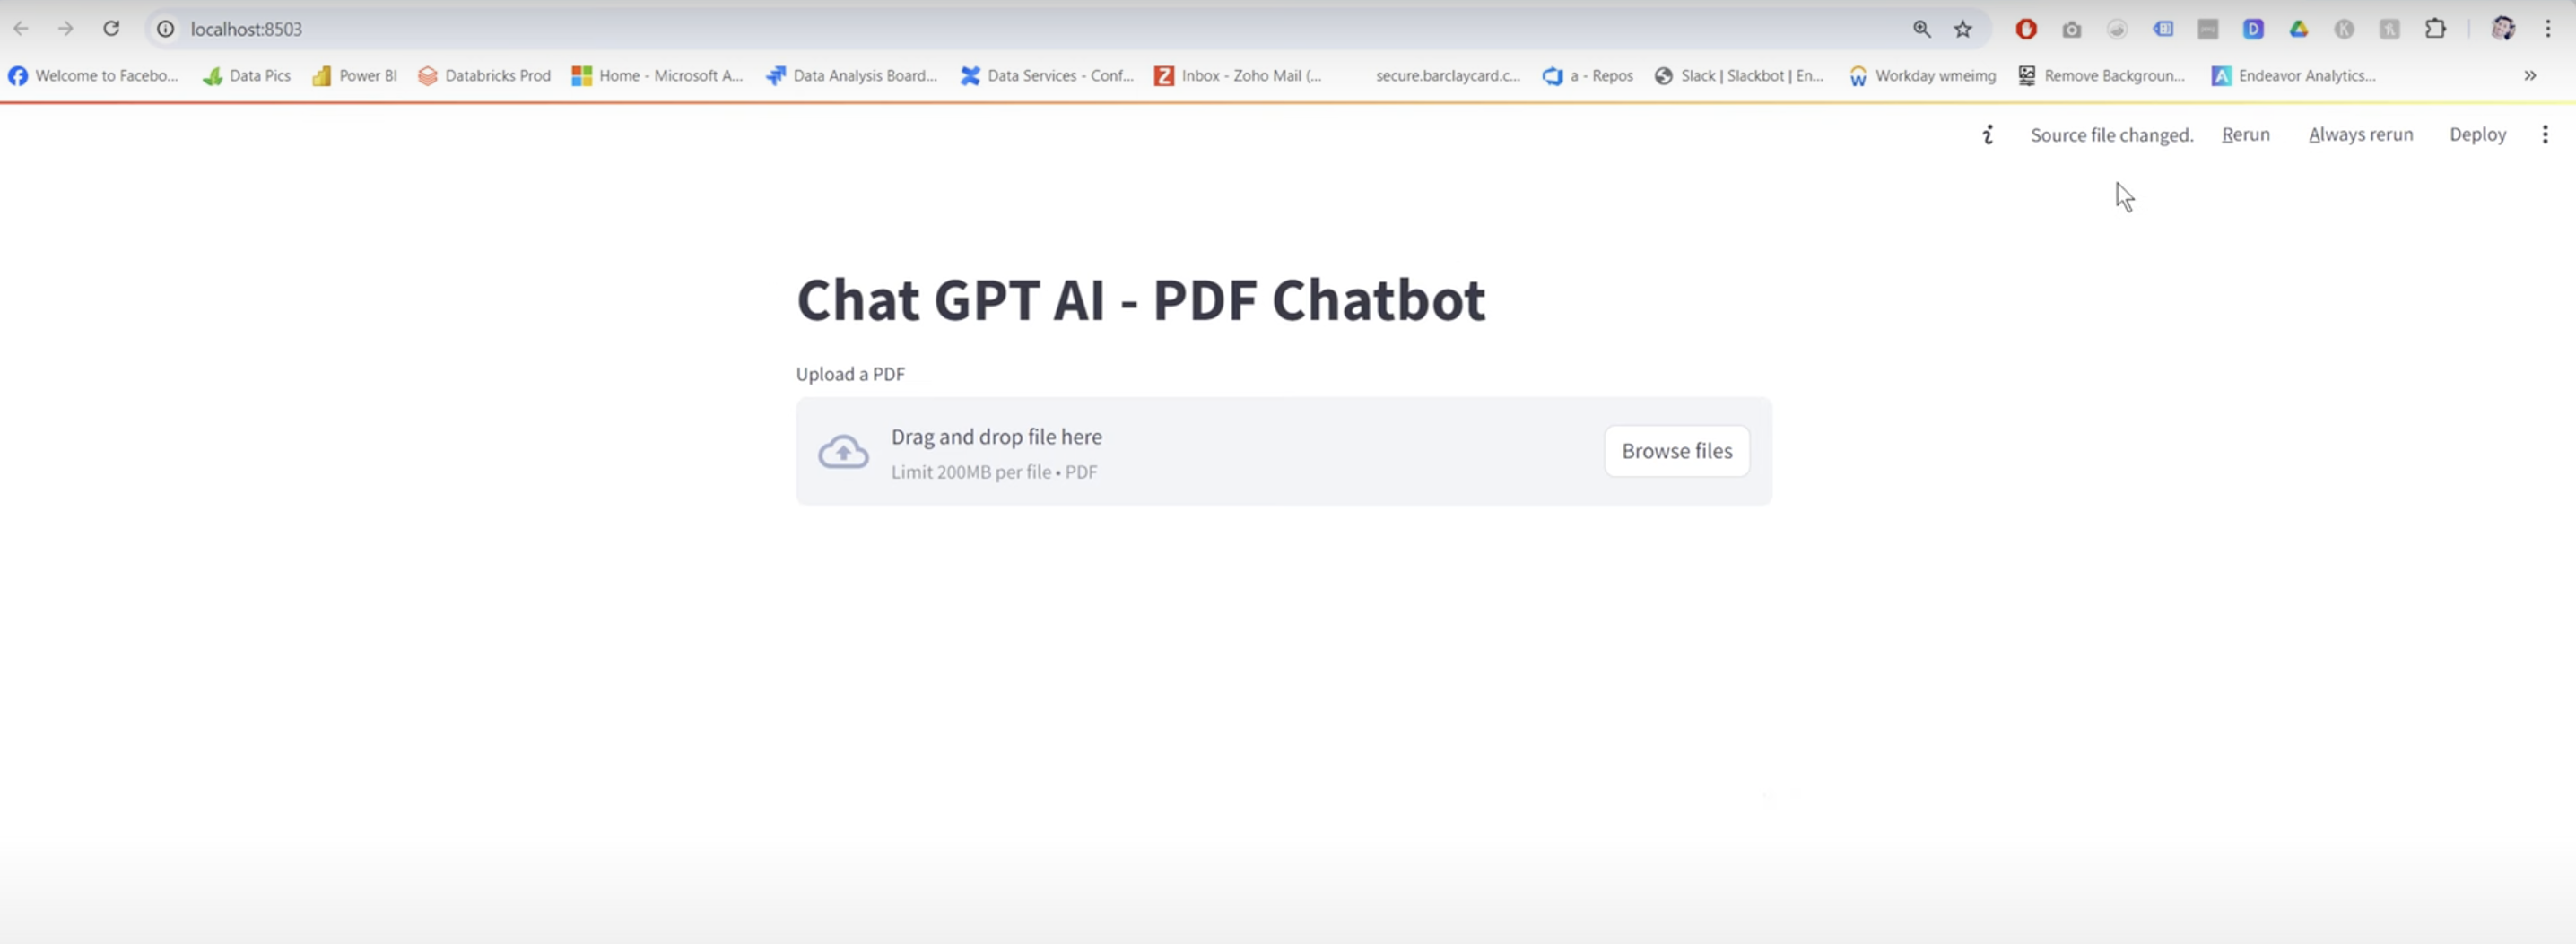 localhost:8503
Welcome to Facebo... Data Pics Power BI Databricks Prod Home - Microsoft A... Data Analysis Board... Data Services - Conf... Inbox - Zoho Mail (... secure.barclaycard.c... a - Repos Slack | Slackbot | En... Workday wmeimg Remove Backgroun... Endeavor Analytics... »
Source file changed. Rerun Always rerun Deploy
Chat GPT AI - PDF Chatbot
Upload a PDF
Drag and drop file here
Limit 200MB per file • PDF
Browse files